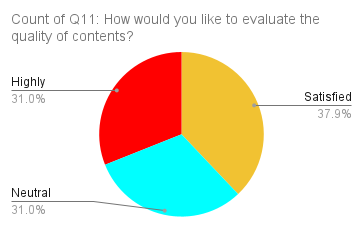 Count of Q11: How would you like to evaluate the
quality of contents?
Highly
31.0%
Satisfied
37.9%
Neutral
31.0%